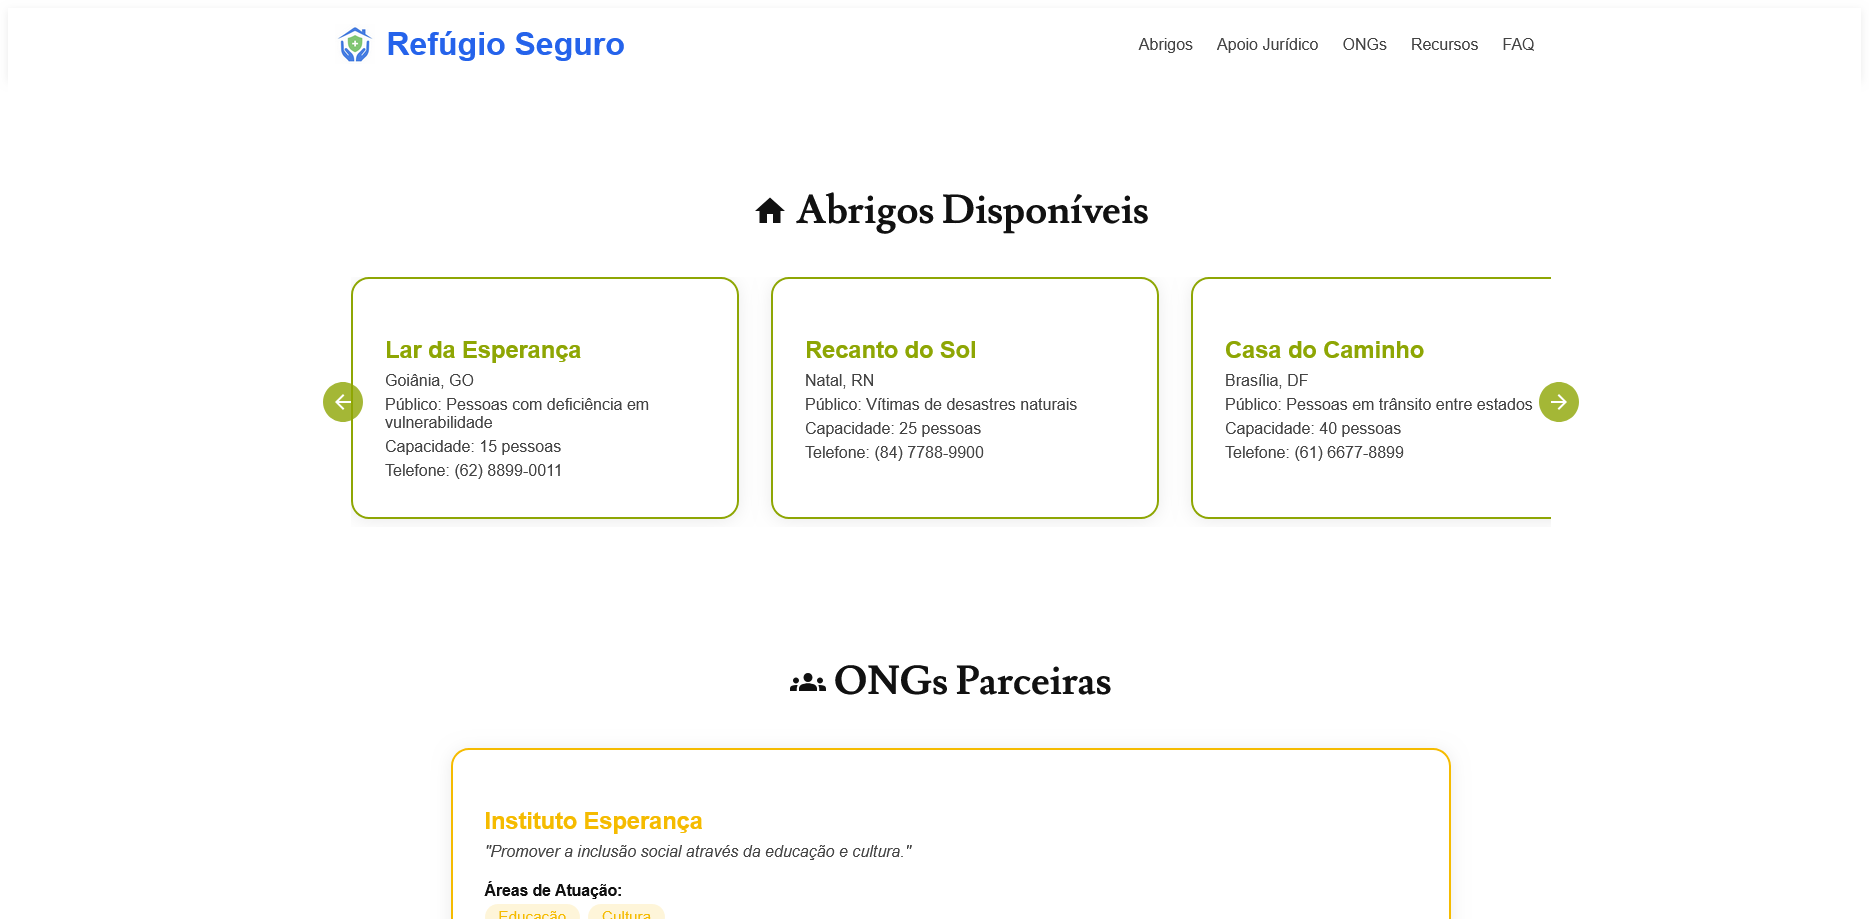 Refúgio Seguro
Abrigos
Apoio Jurídico
ONGs
Recursos
FAQ
Abrigos Disponíveis
Lar da Esperança
Goiânia, GO
Público: Pessoas com deficiência em
vulnerabilidade
Capacidade: 15 pessoas
Telefone: (62) 8899-0011
Recanto do Sol
Natal, RN
Público: Vítimas de desastres naturais
Capacidade: 25 pessoas
Telefone: (84) 7788-9900
Casa do Caminho
Brasília, DF
Público: Pessoas em trânsito entre estados
Capacidade: 40 pessoas
Telefone: (61) 6677-8899
ONGs Parceiras
Instituto Esperança
"Promover a inclusão social através da educação e cultura."
Áreas de Atuação:
Educação
Cultura